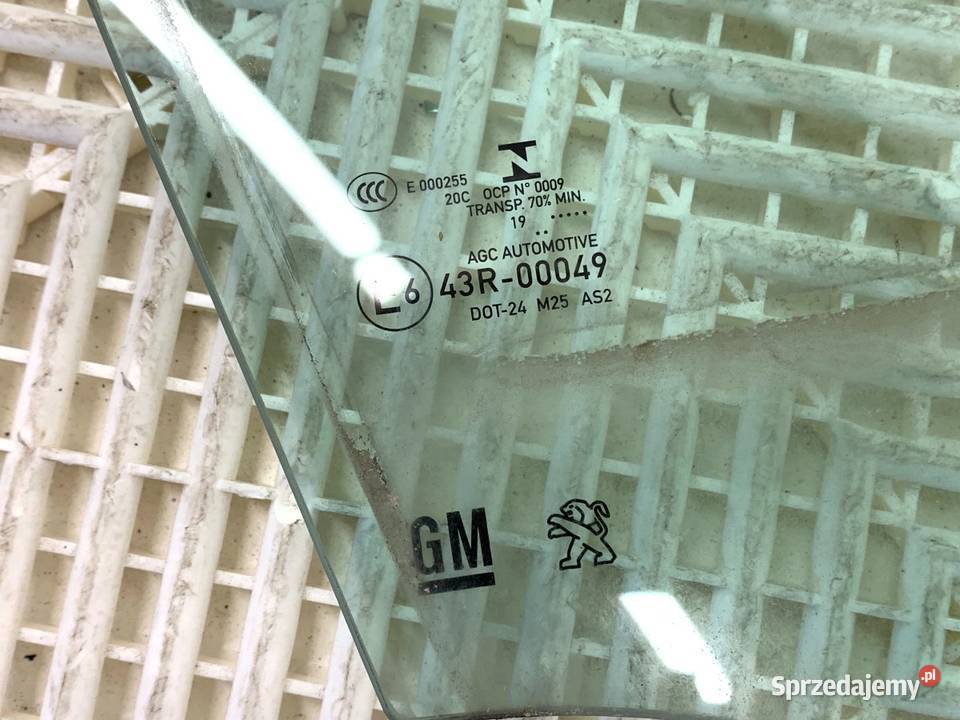 CCC
E 000255
20C OCP N° 0009
TRANSP. 70% MIN.
19 .....
..
AGC AUTOMOTIVE
E6 43R-00049
DOT-24 M25 AS2
GM
Sprzedajemy.pl